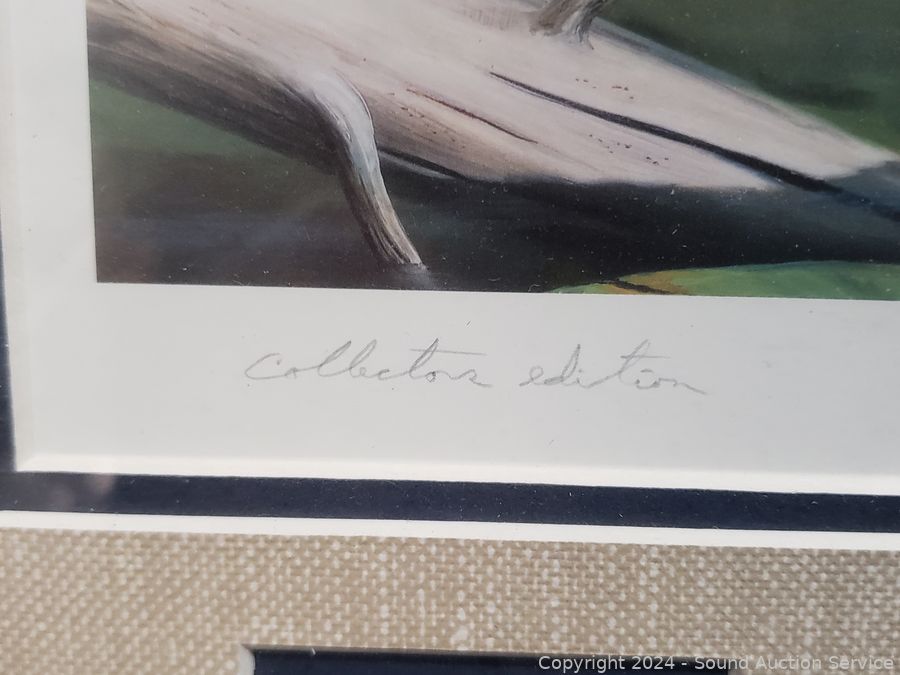 collectors edition
Copyright 2024 - Sound Auction Service